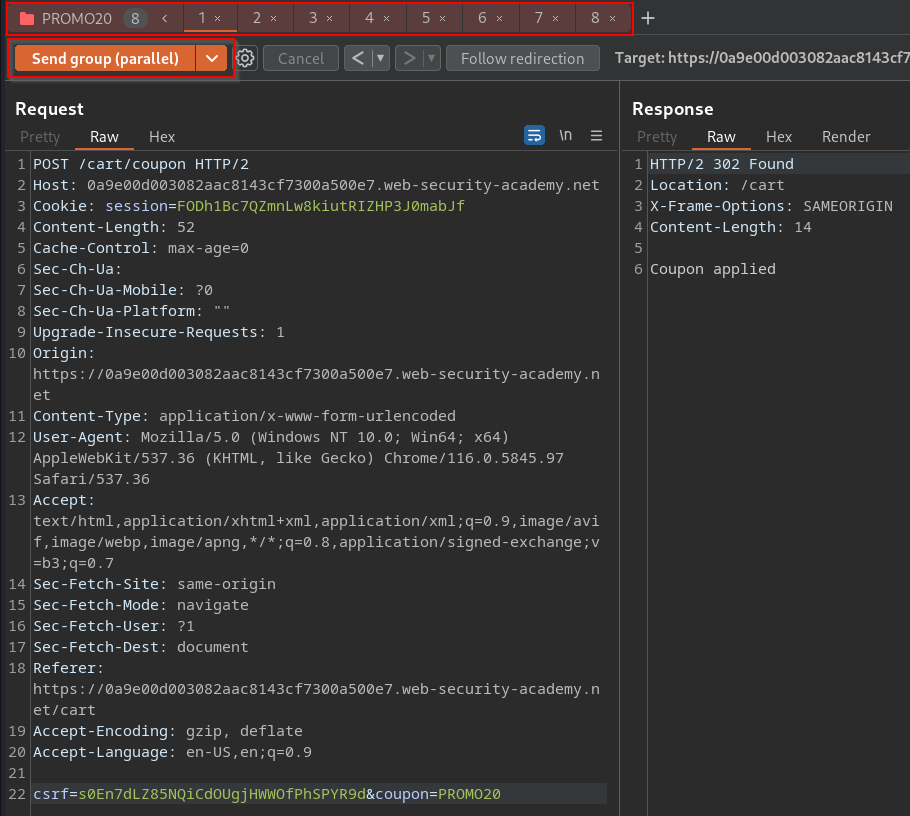 PROMO20 8 < 1 × 2 × 3 × 4 × 5 × 6 × 7 × 8 × +
Send group (parallel) Cancel < > Follow redirection Target: https://0a9e00d003082aac8143cf7
Request
Pretty Raw Hex \n
1 POST /cart/coupon HTTP/2
2 Host: 0a9e00d003082aac8143cf7300a500e7.web-security-academy.net
3 Cookie: session=FODh1Bc7QZmnLw8kiutRIZHP3J0mabJf
4 Content-Length: 52
5 Cache-Control: max-age=0
6 Sec-Ch-Ua:
7 Sec-Ch-Ua-Mobile: ?0
8 Sec-Ch-Ua-Platform: ""
9 Upgrade-Insecure-Requests: 1
10 Origin:
https://0a9e00d003082aac8143cf7300a500e7.web-security-academy.n
et
11 Content-Type: application/x-www-form-urlencoded
12 User-Agent: Mozilla/5.0 (Windows NT 10.0; Win64; x64)
AppleWebKit/537.36 (KHTML, like Gecko) Chrome/116.0.5845.97
Safari/537.36
13 Accept:
text/html,application/xhtml+xml,application/xml;q=0.9,image/avi
f,image/webp,image/apng,*/*;q=0.8,application/signed-exchange;v
=b3;q=0.7
14 Sec-Fetch-Site: same-origin
15 Sec-Fetch-Mode: navigate
16 Sec-Fetch-User: ?1
17 Sec-Fetch-Dest: document
18 Referer:
https://0a9e00d003082aac8143cf7300a500e7.web-security-academy.n
et/cart
19 Accept-Encoding: gzip, deflate
20 Accept-Language: en-US,en;q=0.9
21
22 csrf=s0En7dLZ85NQiCdOUgjHWWOfPhSPYR9d&coupon=PROMO20
Response
Pretty Raw Hex Render
1 HTTP/2 302 Found
2 Location: /cart
3 X-Frame-Options: SAMEORIGIN
4 Content-Length: 14
5
6 Coupon applied